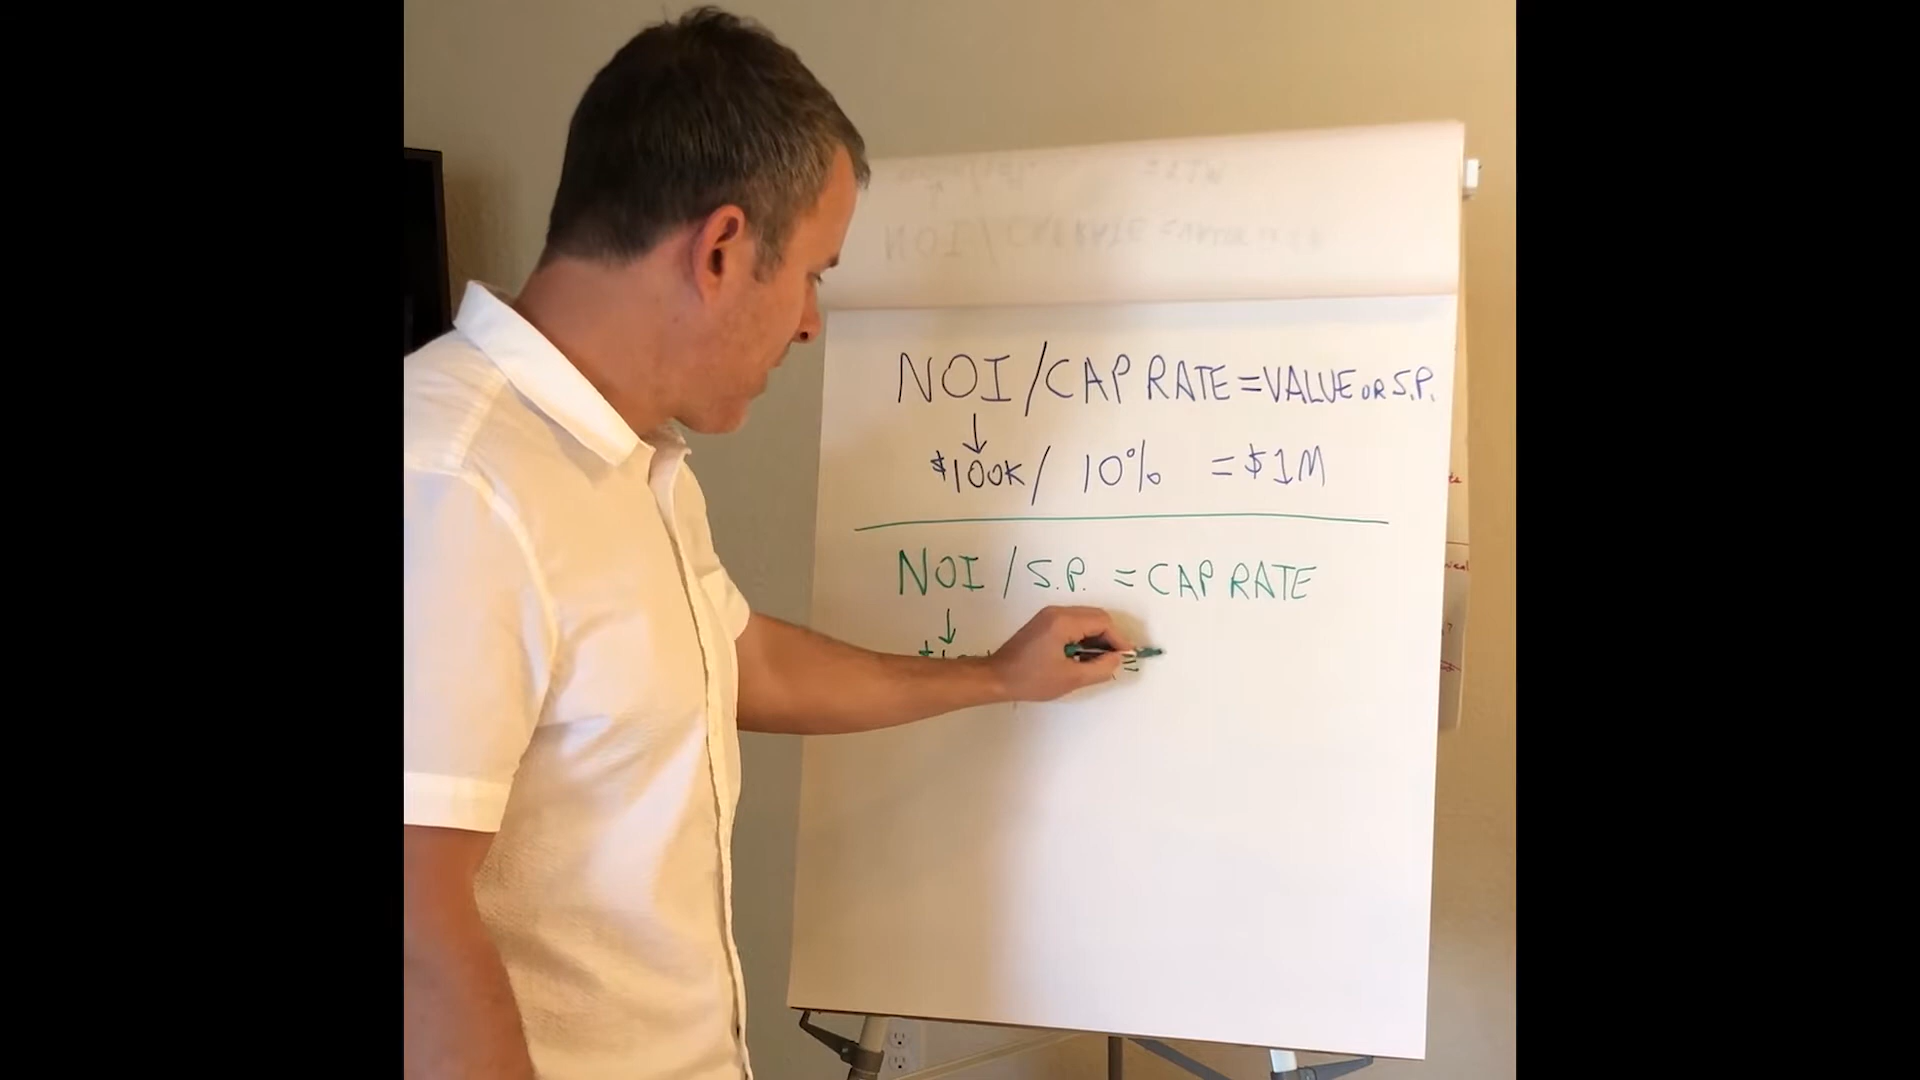 NOI / CAP RATE = VALUE OR S.P.
$100K / 10% = $1M
NOI / S.P. = CAP RATE
=